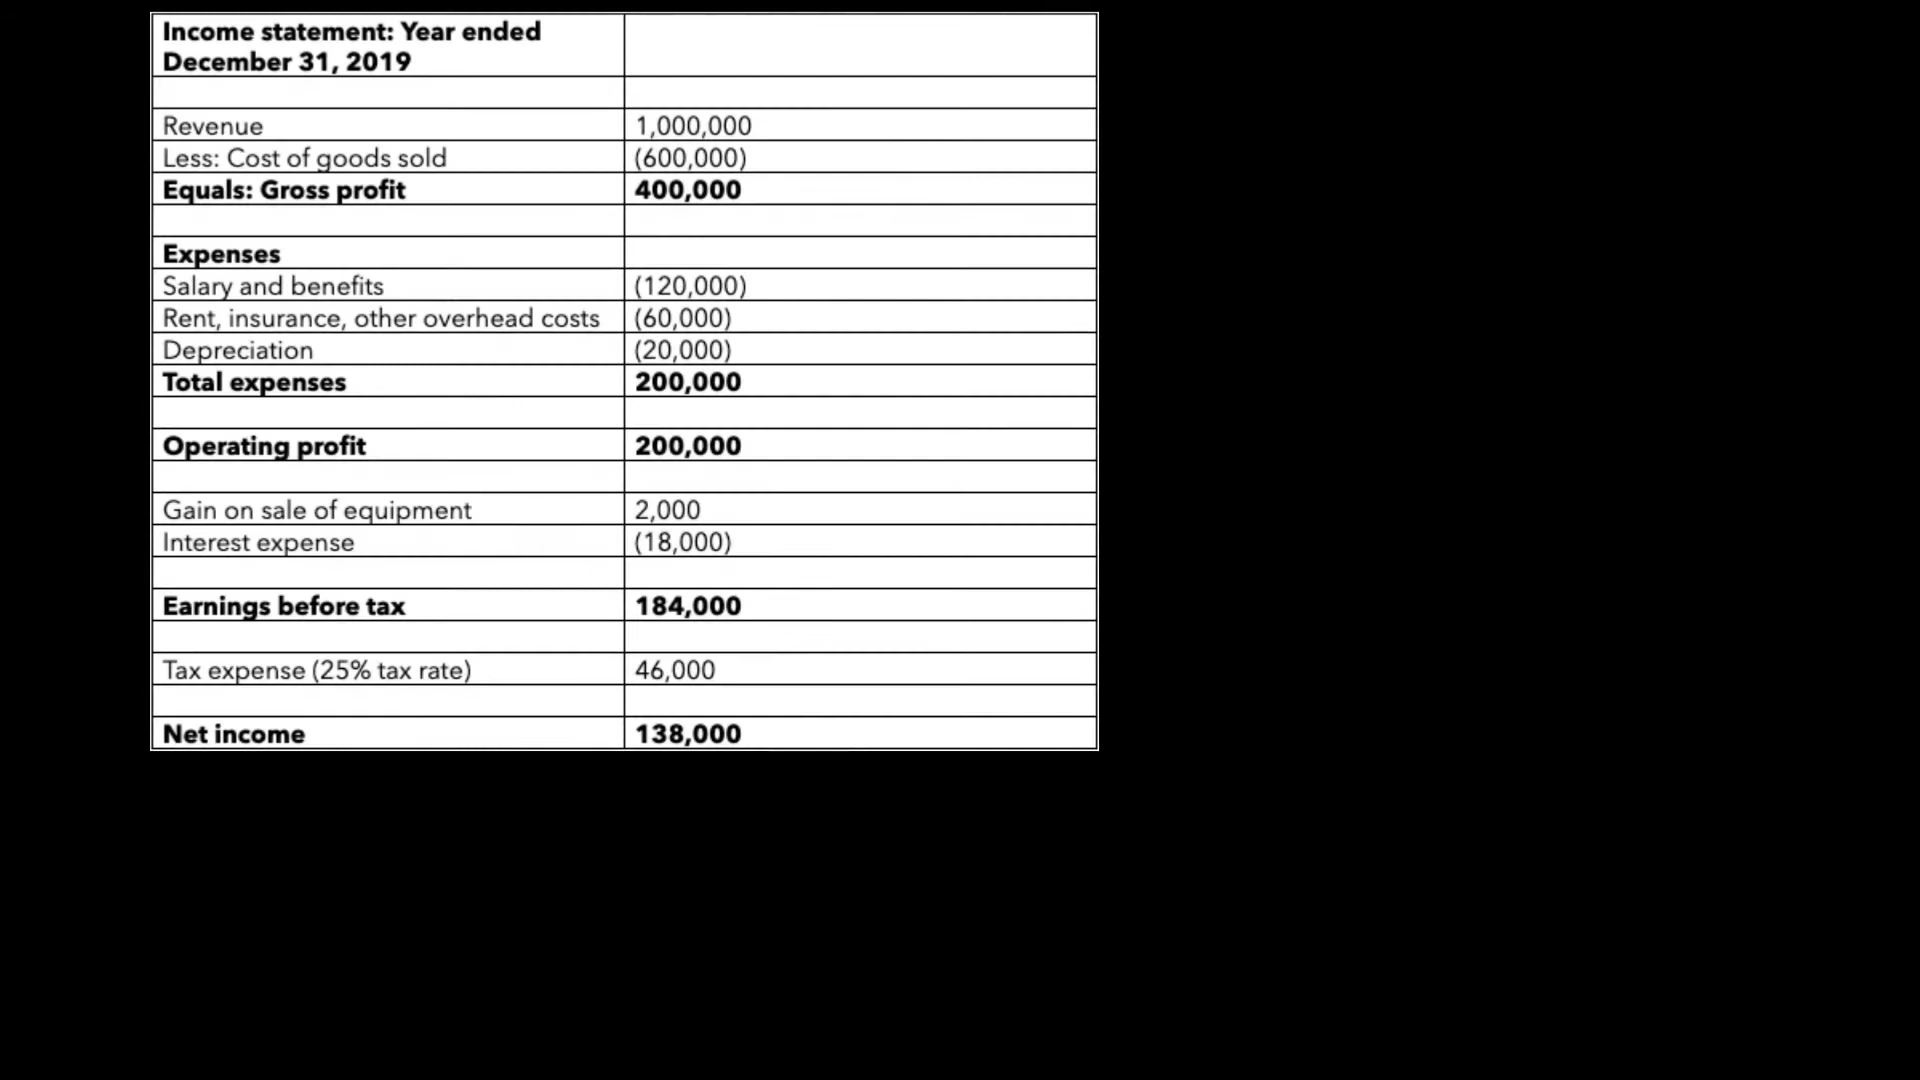 Income statement: Year ended
December 31, 2019
Revenue 1,000,000
Less: Cost of goods sold (600,000)
Equals: Gross profit 400,000
Expenses
Salary and benefits (120,000)
Rent, insurance, other overhead costs (60,000)
Depreciation (20,000)
Total expenses 200,000
Operating profit 200,000
Gain on sale of equipment 2,000
Interest expense (18,000)
Earnings before tax 184,000
Tax expense (25% tax rate) 46,000
Net income 138,000